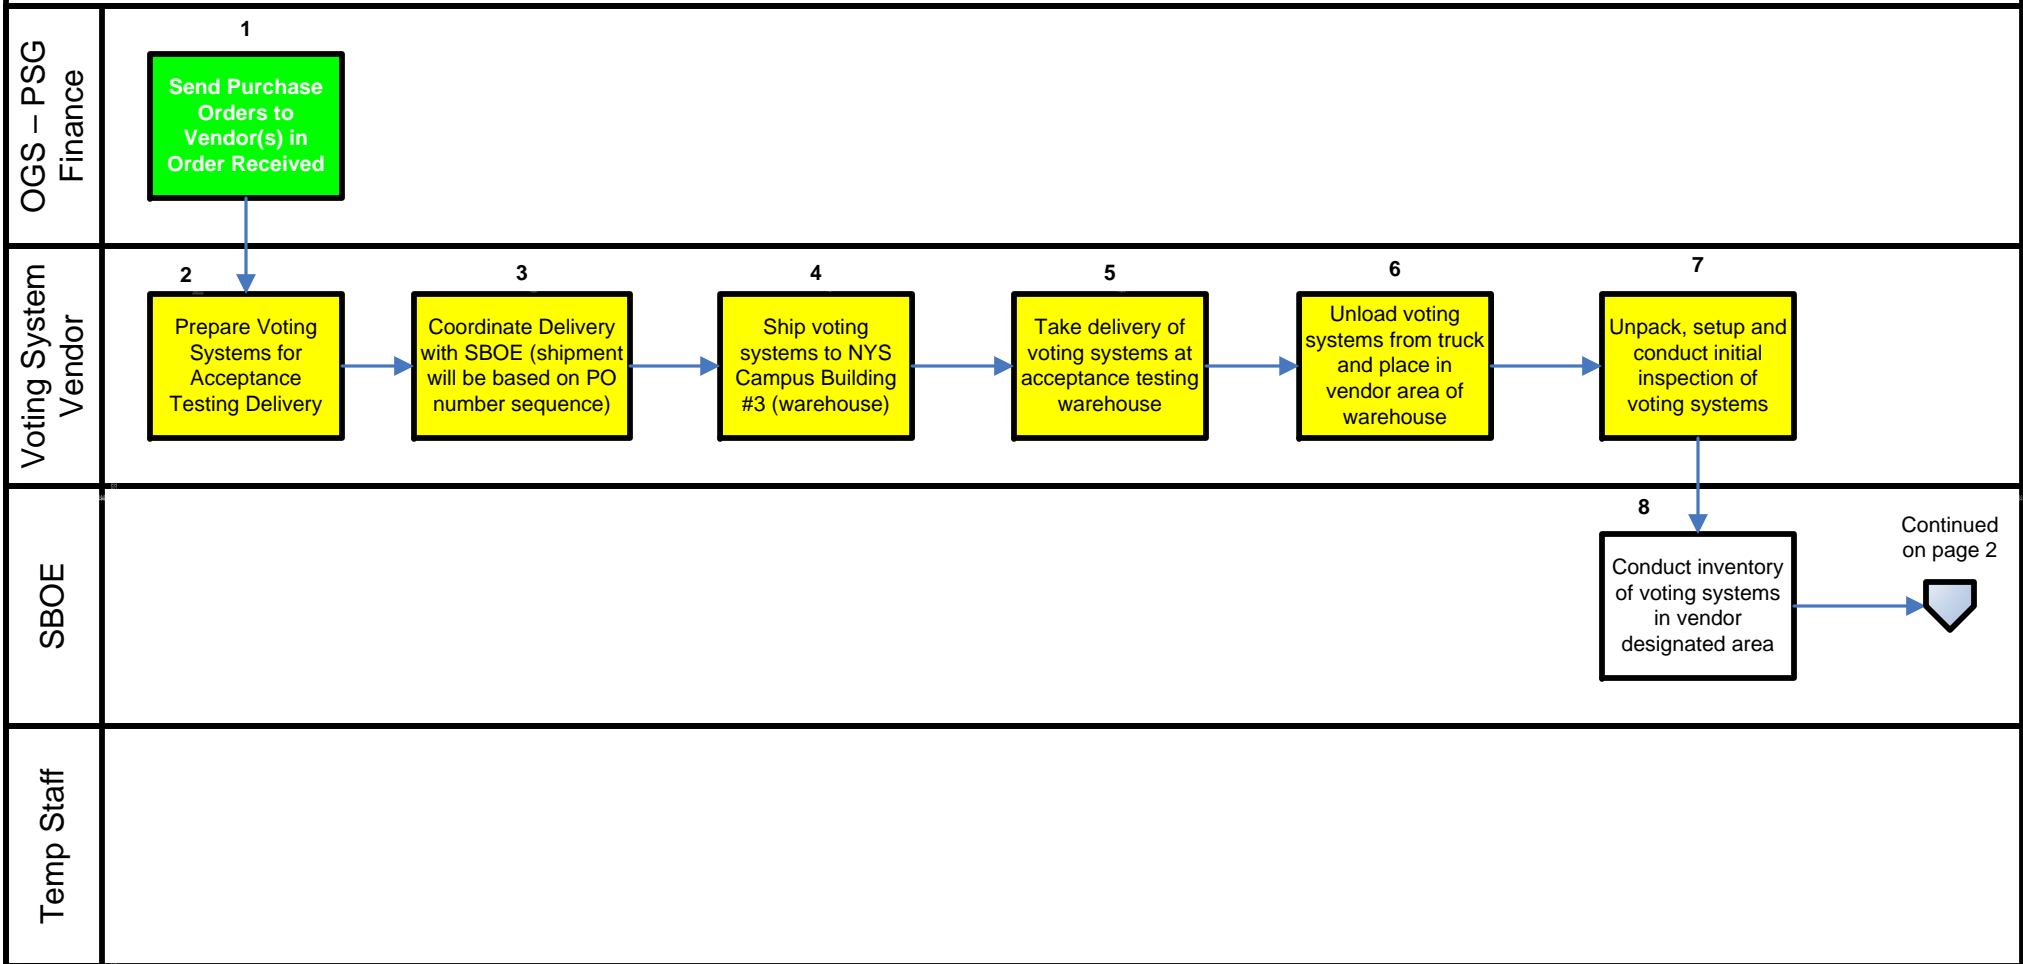 OGS – PSG
Finance
1
Send Purchase
Orders to
Vendor(s) in
Order Received
Voting System
Vendor
2
Prepare Voting
Systems for
Acceptance
Testing Delivery
3
Coordinate Delivery
with SBOE (shipment
will be based on PO
number sequence)
4
Ship voting
systems to NYS
Campus Building
#3 (warehouse)
5
Take delivery of
voting systems at
acceptance testing
warehouse
6
Unload voting
systems from truck
and place in
vendor area of
warehouse
7
Unpack, setup and
conduct initial
inspection of
voting systems
SBOE
8
Conduct inventory
of voting systems
in vendor
designated area
Continued
on page 2
Temp Staff